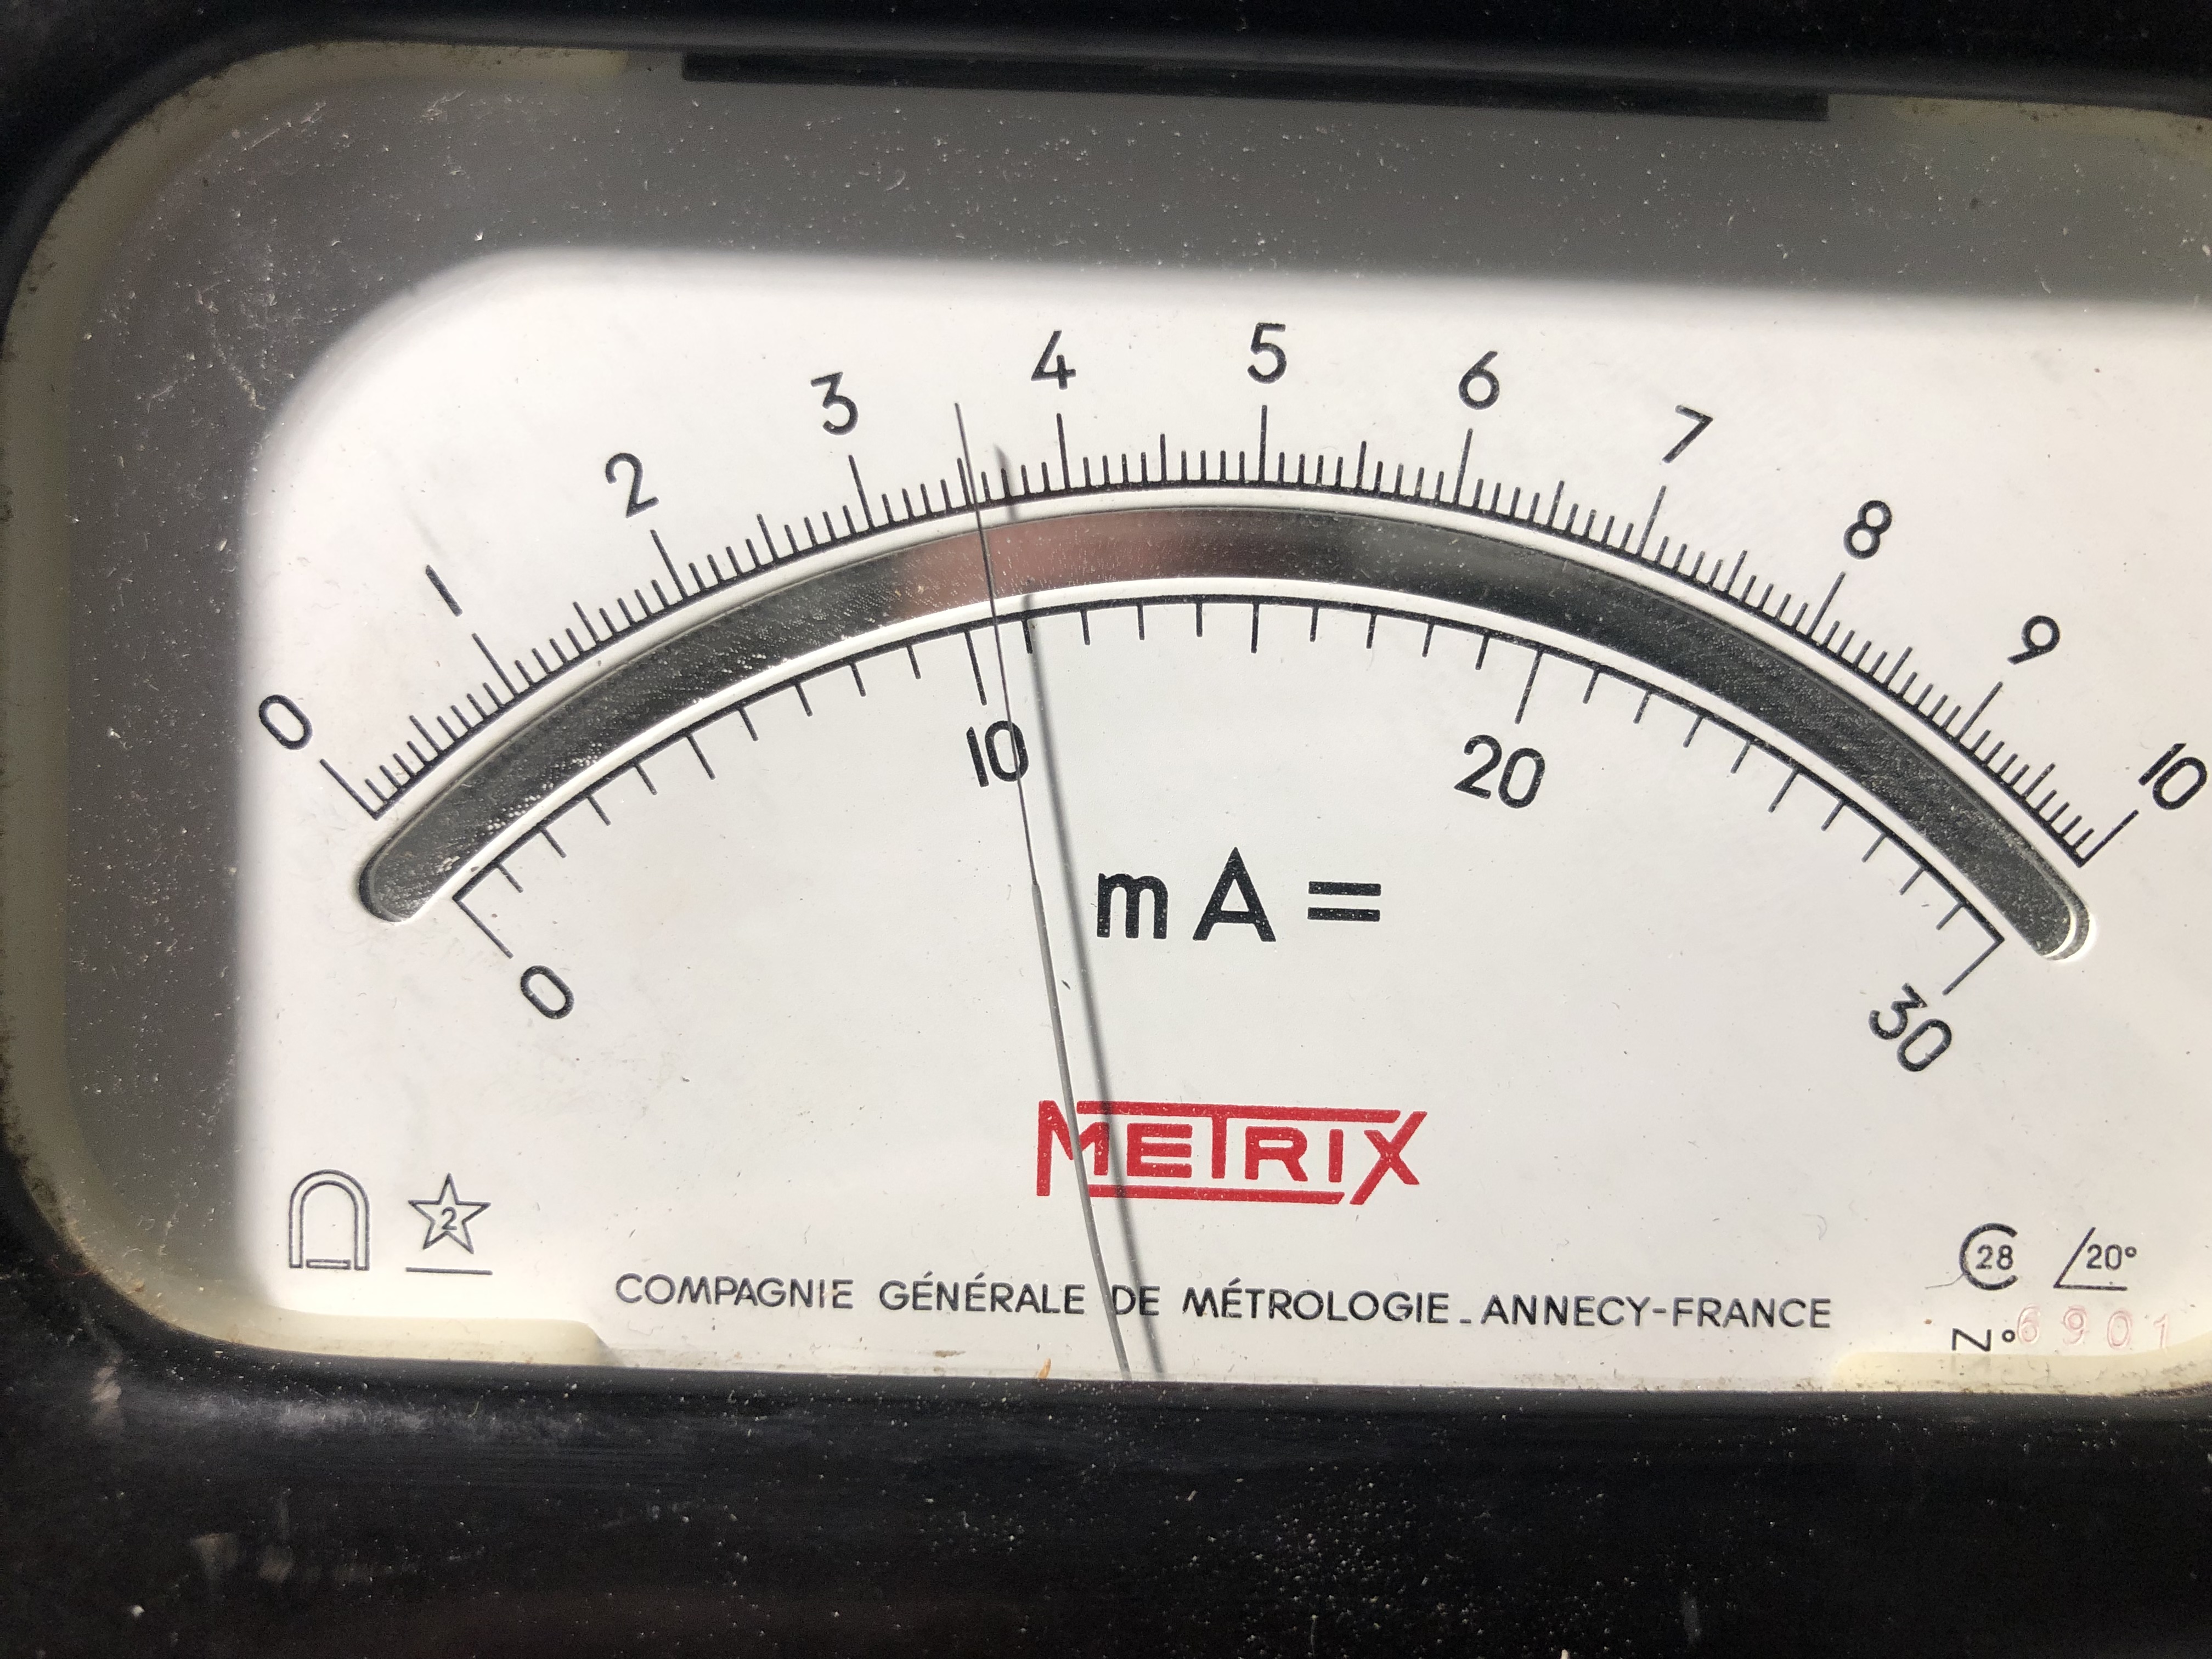 0 1 2 3 4 5 6 7 8 9 10
0 10 20 30
mA=
METRIX
2
28 20°
COMPAGNIE GÉNÉRALE DE MÉTROLOGIE_ANNECY-FRANCE
N° 6901